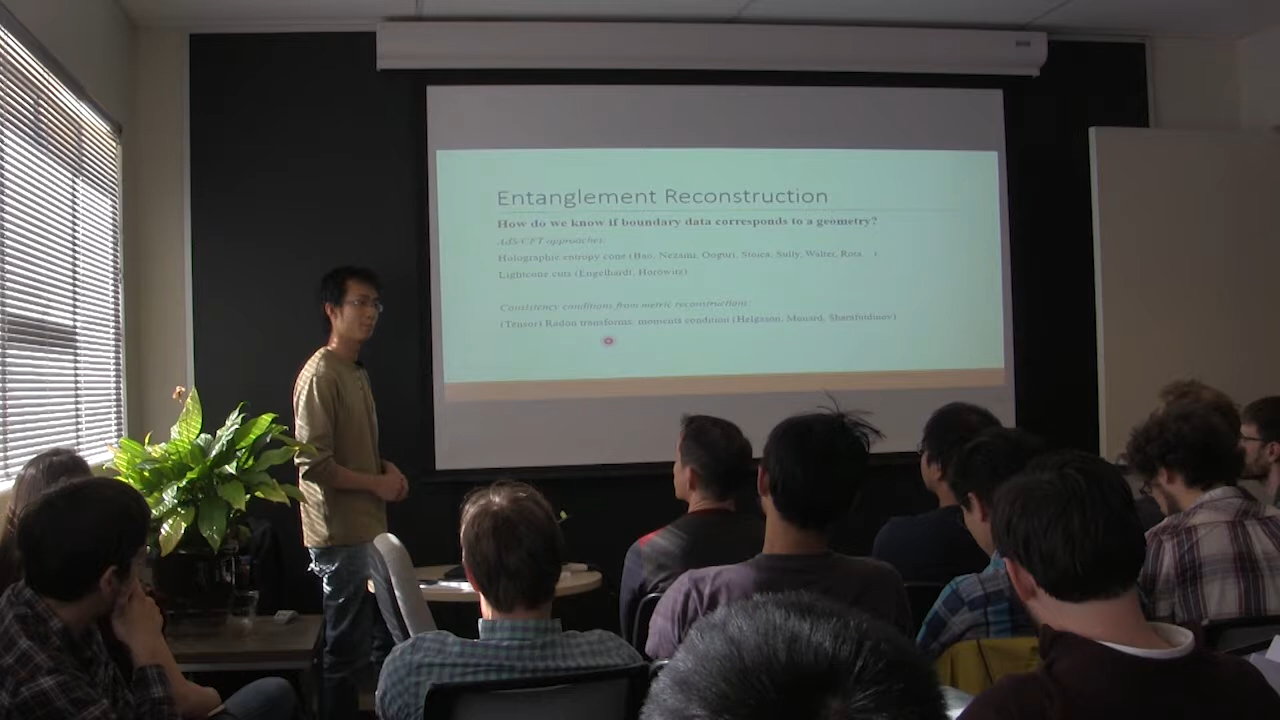 Entanglement Reconstruction
How do we know if boundary data corresponds to a geometry?
AdS/CFT approaches:
Holographic entropy cone (Bao, Nezami, Ooguri, Stoica, Sully, Walter, Rota... )
Lightcone cuts (Engelhardt, Horowitz)
Consistency conditions from metric reconstruction:
(Tensor) Radon transforms, moments condition (Helgason, Monard, Sharafutdinov)